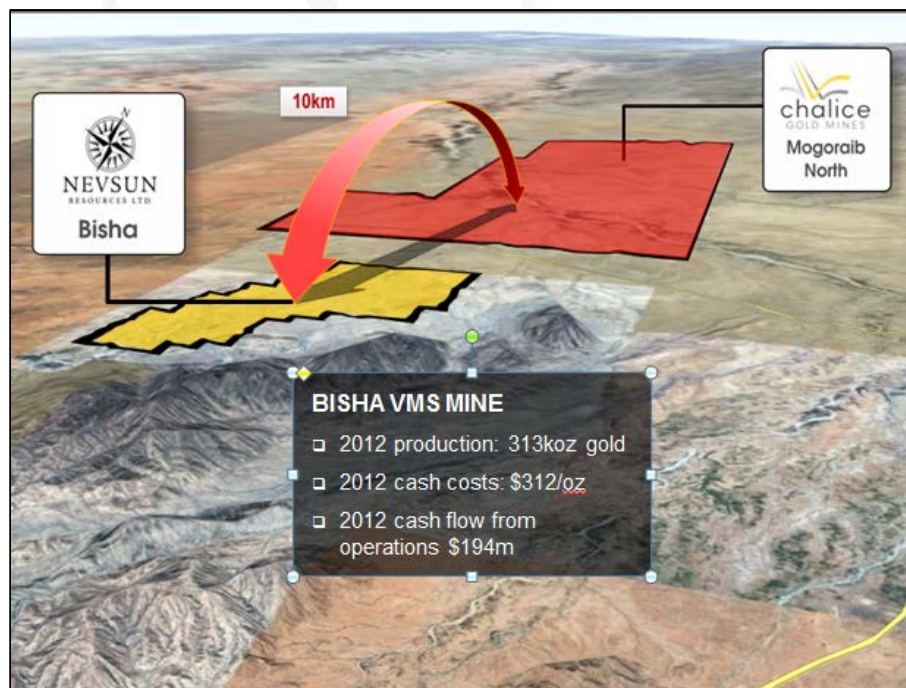 10km
N
NEVSUN
RESOURCES LTD.
Bisha
chalice
GOLD MINES
Mogoraib
North
BISHA VMS MINE
2012 production: 313koz gold
2012 cash costs: $312/oz
2012 cash flow from
operations $194m